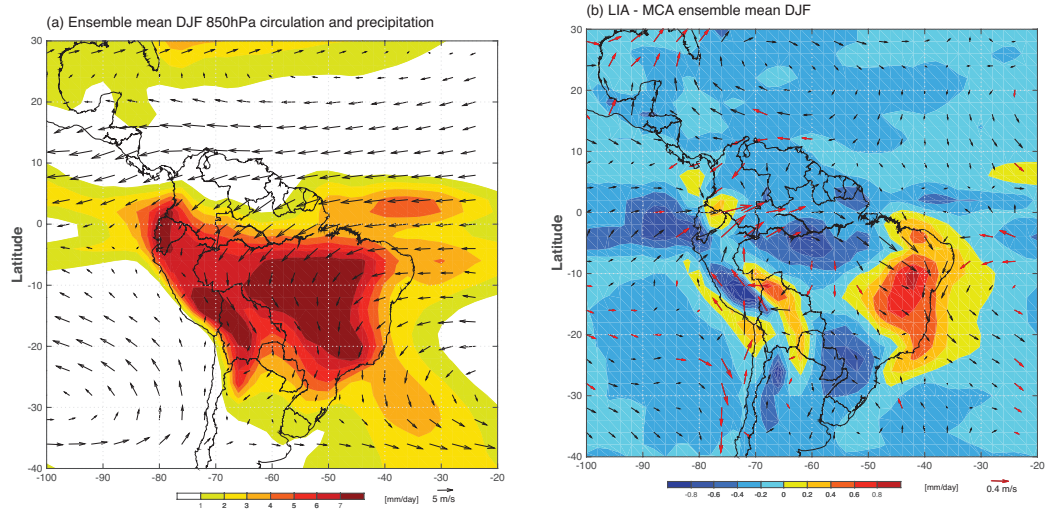 (a) Ensemble mean DJF 850hPa circulation and precipitation
30
20
10
0
-10
-20
-30
-40
Latitude
-100 -90 -80 -70 -60 -50 -40 -30 -20
1 2 3 4 5 6 7
[mm/day]
5 m/s
(b) LIA - MCA ensemble mean DJF
30
20
10
0
-10
-20
-30
-40
Latitude
-100 -90 -80 -70 -60 -50 -40 -30 -20
-0.8 -0.6 -0.4 -0.2 0 0.2 0.4 0.6 0.8
[mm/day]
0.4 m/s